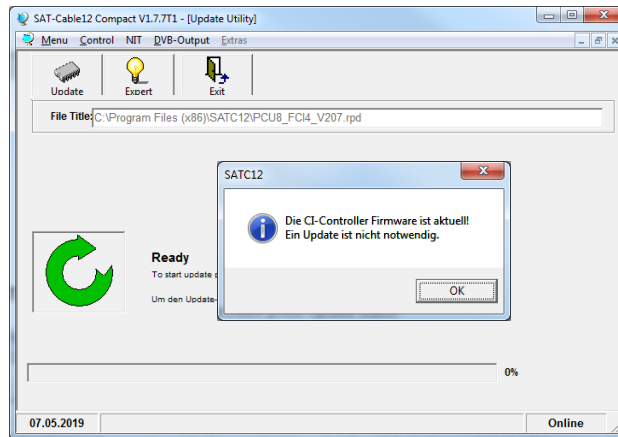 SAT-Cable12 Compact V1.7.7T1 - [Update Utility]
Menu Control NIT DVB-Output Extras
Update Expert Exit
File Title: C:\Program Files (x86)\SATC12\PCU8_FCI4_V207.rpd
SATC12
Die CI-Controller Firmware ist aktuell!
Ein Update ist nicht notwendig.
OK
Ready
To start update
Um den Update-
0%
07.05.2019 Online